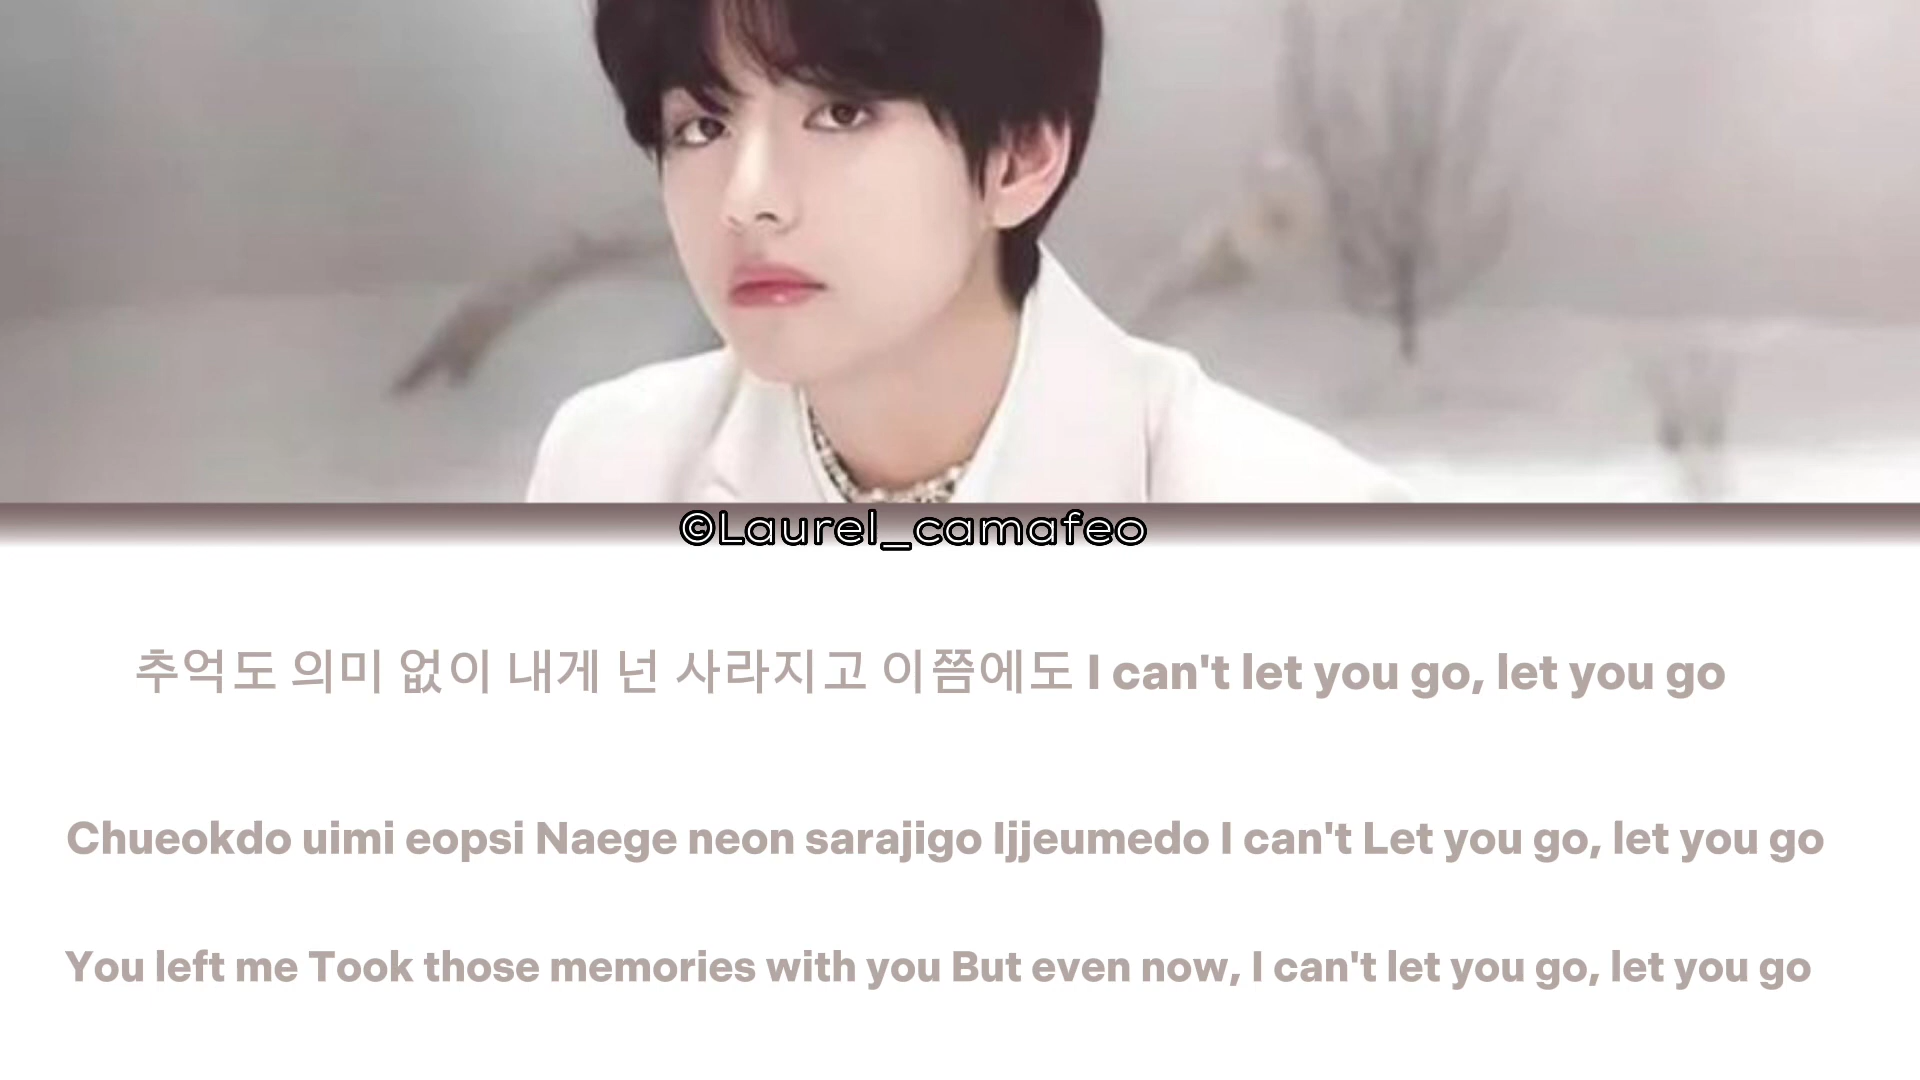 ©Laurel_camafeo
추억도 의미 없이 내게 넌 사라지고 이쯤에도 I can't let you go, let you go
Chueokdo uimi eopsi Naege neon sarajigo Ijjeumedo I can't Let you go, let you go
You left me Took those memories with you But even now, I can't let you go, let you go